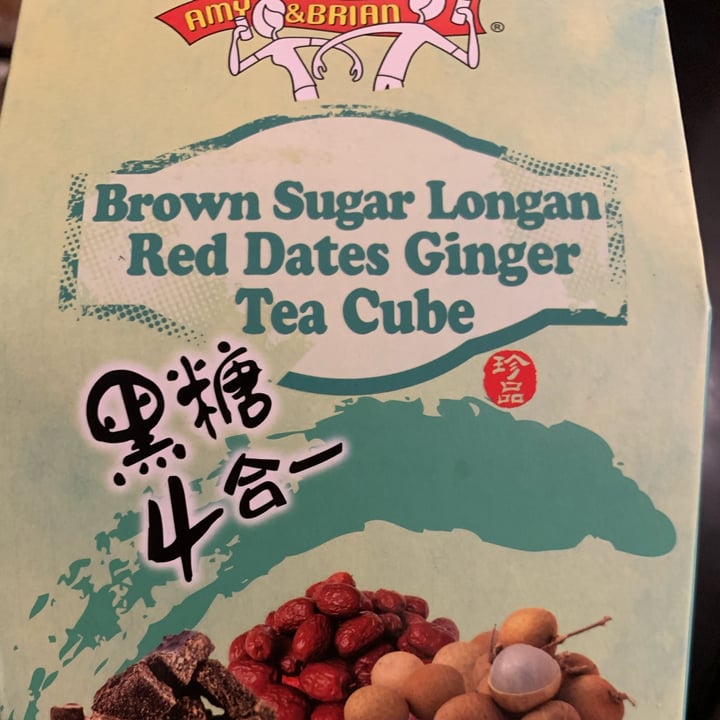 AMY & BRIAN
®
Brown Sugar Longan
Red Dates Ginger
Tea Cube
珍
品
黑糖
4合一